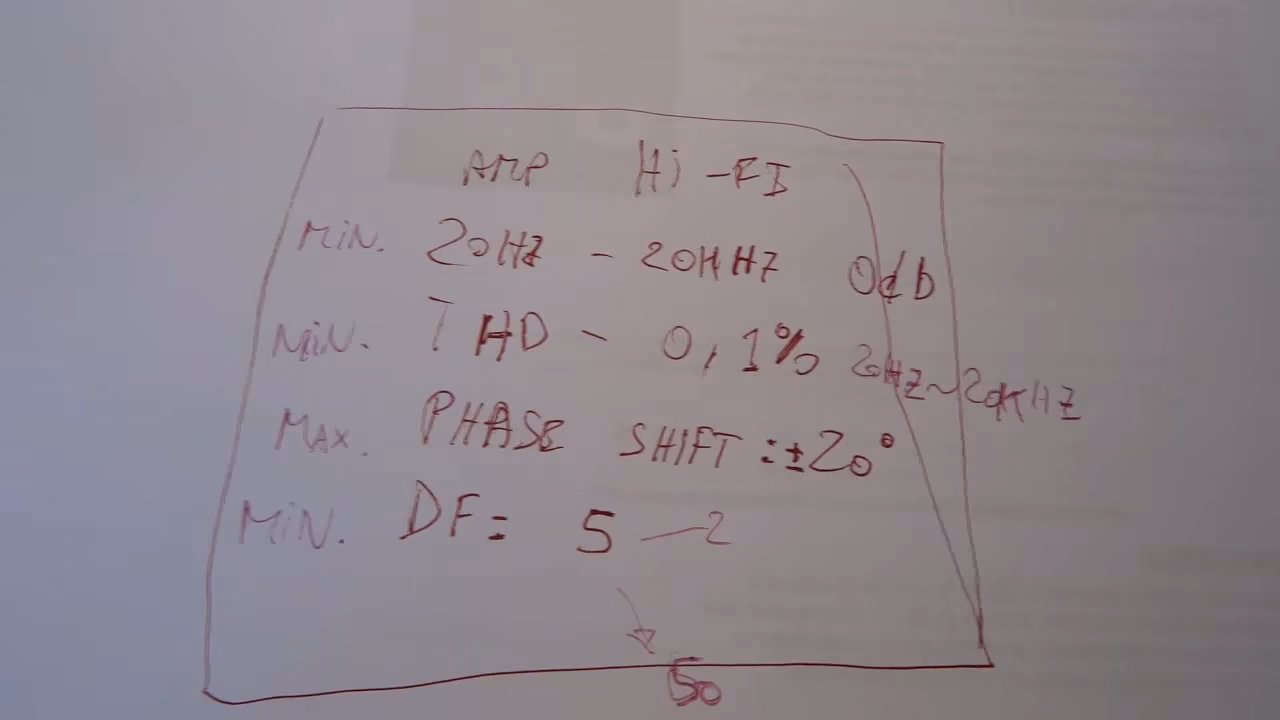 AMP Hi-FI
MiN. 20HZ - 20HHZ 0db
MiN. THD - 0,1% 20HZ~20KHZ
MAX. PHASE SHIFT :±20°
MiN. DF= 5 —2
50